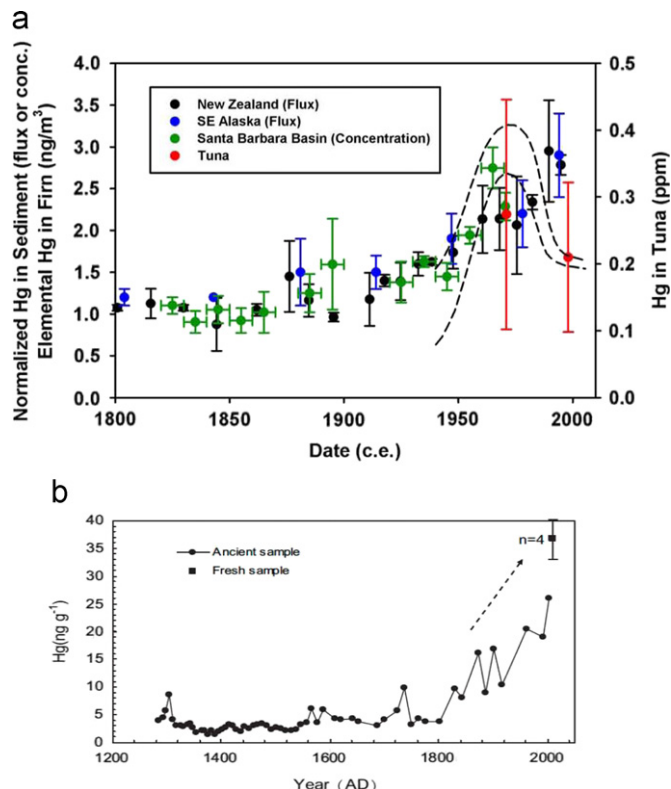 a
Normalized Hg in Sediment (flux or conc.)
Elemental Hg in Firn (ng/m³)
4.0
3.5
3.0
2.5
2.0
1.5
1.0
0.5
0.0
New Zealand (Flux)
SE Alaska (Flux)
Santa Barbara Basin (Concentration)
Tuna
0.5
0.4
0.3
0.2
0.1
0.0
Hg in Tuna (ppm)
1800 1850 1900 1950 2000
Date (c.e.)
b
Hg(ng g⁻¹)
40
35
30
25
20
15
10
5
0
Ancient sample
Fresh sample
n=4
1200 1400 1600 1800 2000
Year (AD)